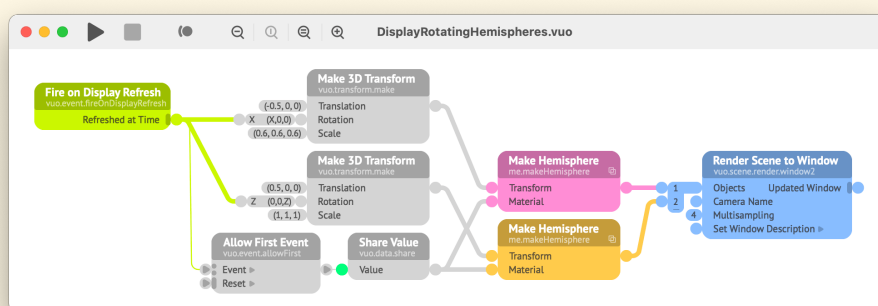 DisplayRotatingHemispheres.vuo
Fire on Display Refresh
vuo.event.fireOnDisplayRefresh
Refreshed at Time
Make 3D Transform
vuo.transform.make
(-0.5, 0, 0) Translation
X (X,0,0) Rotation
(0.6, 0.6, 0.6) Scale
Make 3D Transform
vuo.transform.make
(0.5, 0, 0) Translation
Z (0,0,Z) Rotation
(1, 1, 1) Scale
Allow First Event
vuo.event.allowFirst
Event
Reset
Share Value
vuo.data.share
Value
Make Hemisphere
me.makeHemisphere
Transform
Material
Make Hemisphere
me.makeHemisphere
Transform
Material
Render Scene to Window
vuo.scene.render.window2
1 Objects Updated Window
2 Camera Name
4 Multisampling
Set Window Description